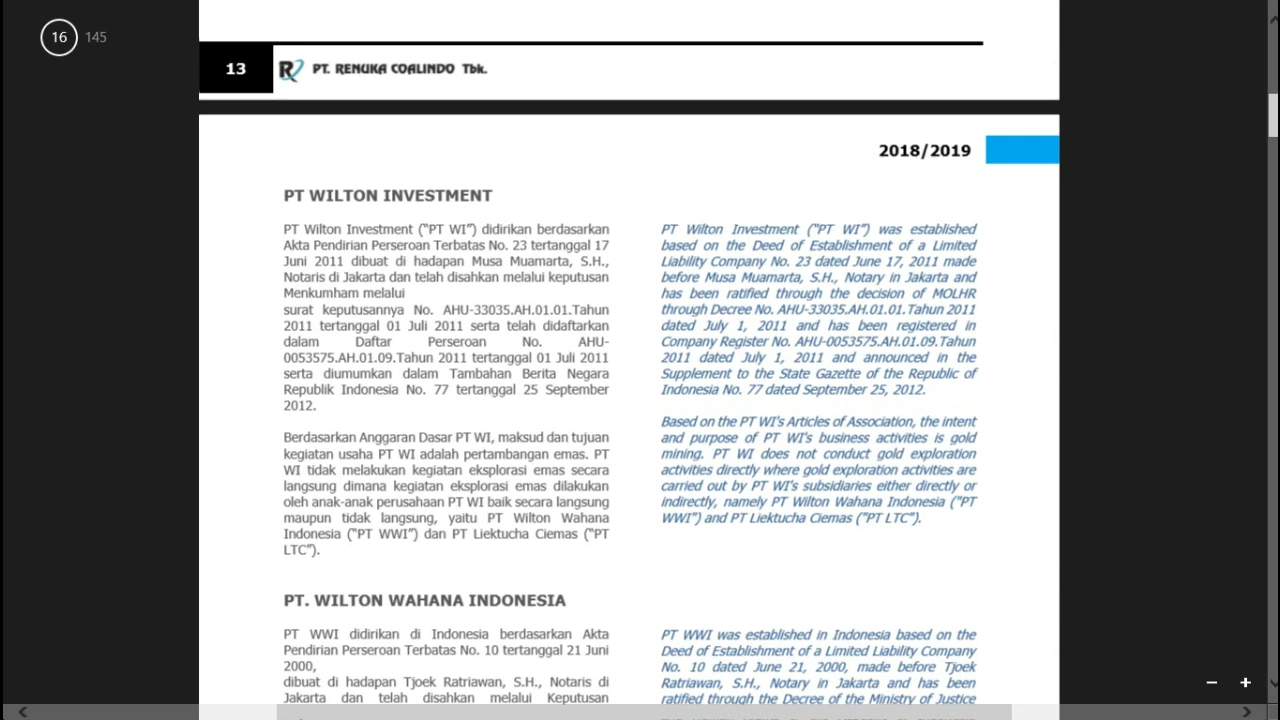 16 145
13 PT. RENUKA COALINDO Tbk.
2018/2019
PT WILTON INVESTMENT
PT Wilton Investment ("PT WI") didirikan berdasarkan
Akta Pendirian Perseroan Terbatas No. 23 tertanggal 17
Juni 2011 dibuat di hadapan Musa Muamarta, S.H.,
Notaris di Jakarta dan telah disahkan melalui keputusan
Menkumham melalui
surat keputusannya No. AHU-33035.AH.01.01.Tahun
2011 tertanggal 01 Juli 2011 serta telah didaftarkan
dalam Daftar Perseroan No. AHU-
0053575.AH.01.09.Tahun 2011 tertanggal 01 Juli 2011
serta diumumkan dalam Tambahan Berita Negara
Republik Indonesia No. 77 tertanggal 25 September
2012.
Berdasarkan Anggaran Dasar PT WI, maksud dan tujuan
kegiatan usaha PT WI adalah pertambangan emas. PT
WI tidak melakukan kegiatan eksplorasi emas secara
langsung dimana kegiatan eksplorasi emas dilakukan
oleh anak-anak perusahaan PT WI baik secara langsung
maupun tidak langsung, yaitu PT Wilton Wahana
Indonesia ("PT WWI") dan PT Liektucha Ciemas ("PT
LTC").
PT Wilton Investment ("PT WI") was established
based on the Deed of Establishment of a Limited
Liability Company No. 23 dated June 17, 2011 made
before Musa Muamarta, S.H., Notary in Jakarta and
has been ratified through the decision of MOLHR
through Decree No. AHU-33035.AH.01.01.Tahun 2011
dated July 1, 2011 and has been registered in
Company Register No. AHU-0053575.AH.01.09.Tahun
2011 dated July 1, 2011 and announced in the
Supplement to the State Gazette of the Republic of
Indonesia No. 77 dated September 25, 2012.
Based on the PT WI's Articles of Association, the intent
and purpose of PT WI's business activities is gold
mining. PT WI does not conduct gold exploration
activities directly where gold exploration activities are
carried out by PT WI's subsidiaries either directly or
indirectly, namely PT Wilton Wahana Indonesia ("PT
WWI") and PT Liektucha Ciemas ("PT LTC").
PT. WILTON WAHANA INDONESIA
PT WWI didirikan di Indonesia berdasarkan Akta
Pendirian Perseroan Terbatas No. 10 tertanggal 21 Juni
2000,
dibuat di hadapan Tjoek Ratriawan, S.H., Notaris di
Jakarta dan telah disahkan melalui Keputusan
PT WWI was established in Indonesia based on the
Deed of Establishment of a Limited Liability Company
No. 10 dated June 21, 2000, made before Tjoek
Ratriawan, S.H., Notary in Jakarta and has been
ratified through the Decree of the Ministry of Justice